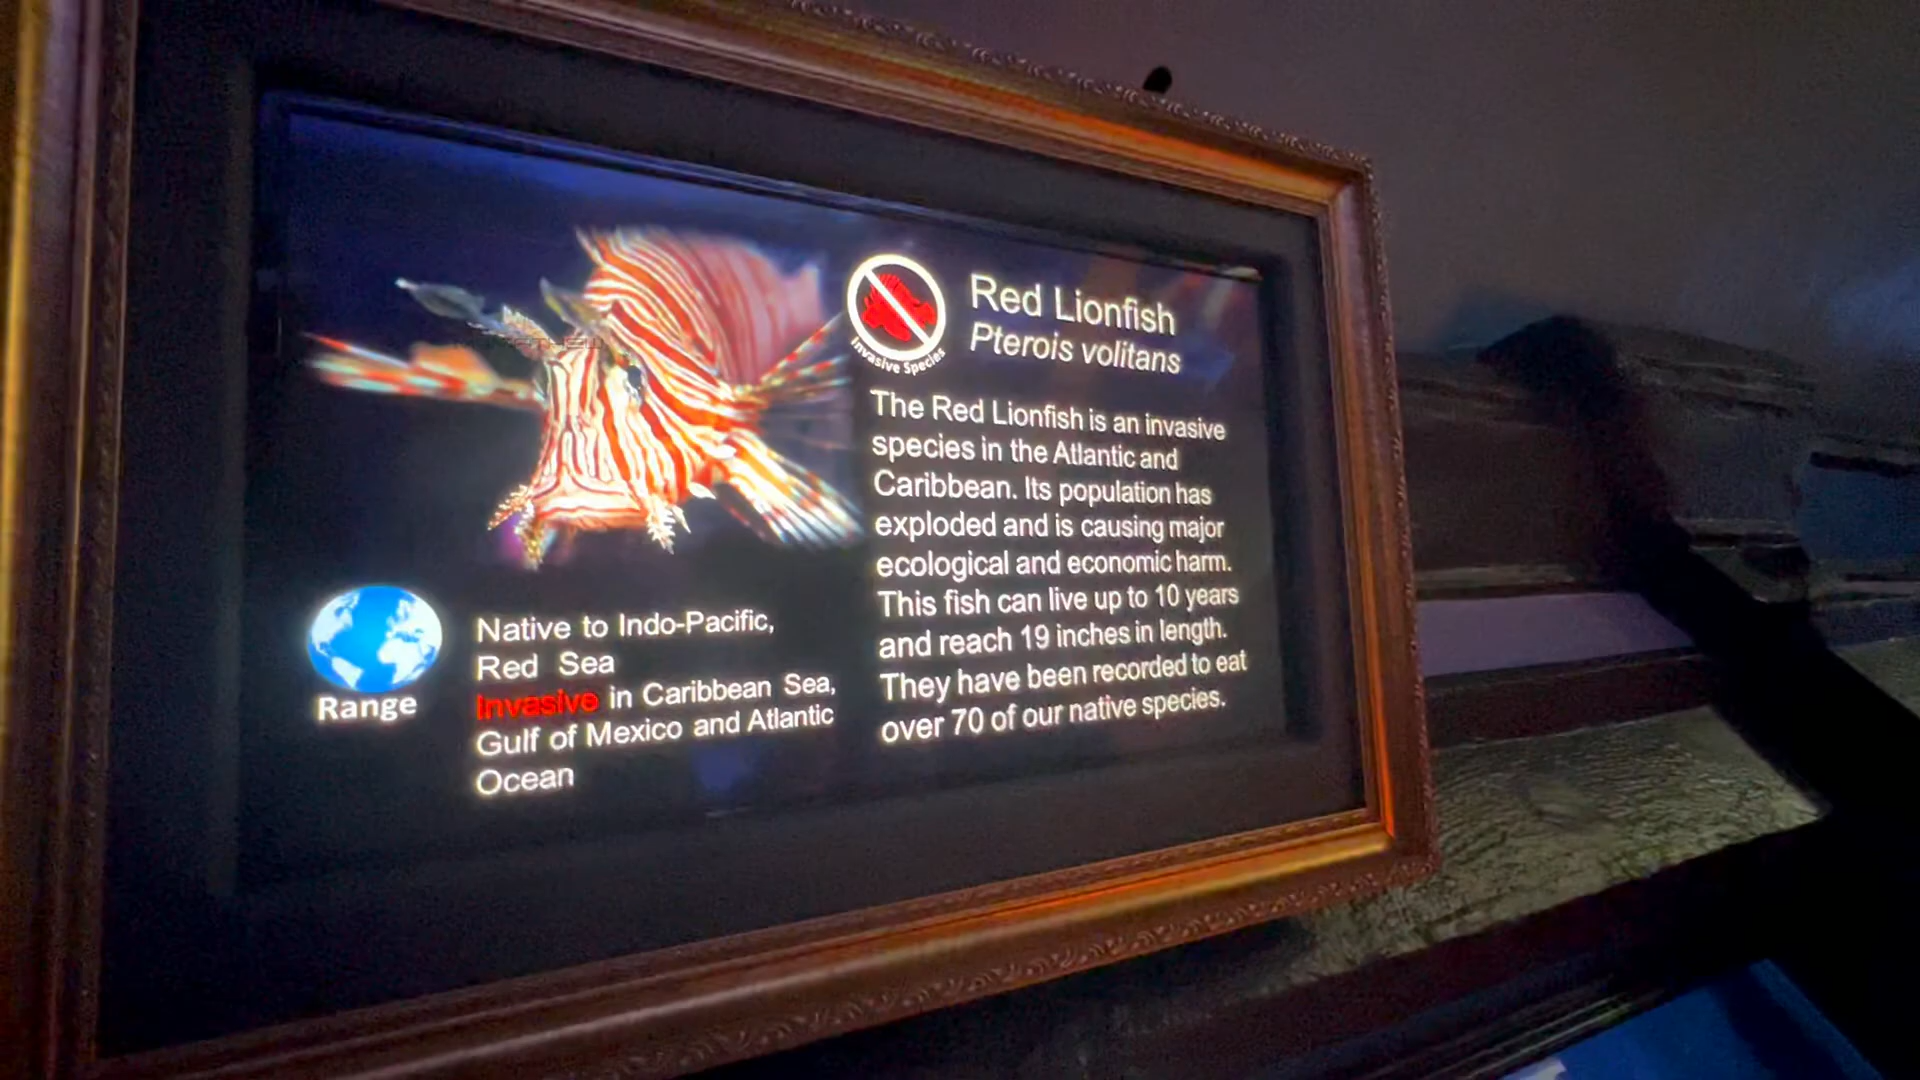 Red Lionfish
Pterois volitans
Invasive Species
The Red Lionfish is an invasive
species in the Atlantic and
Caribbean. Its population has
exploded and is causing major
ecological and economic harm.
This fish can live up to 10 years
and reach 19 inches in length.
They have been recorded to eat
over 70 of our native species.
Range
Native to Indo-Pacific,
Red Sea
Invasive in Caribbean Sea,
Gulf of Mexico and Atlantic
Ocean